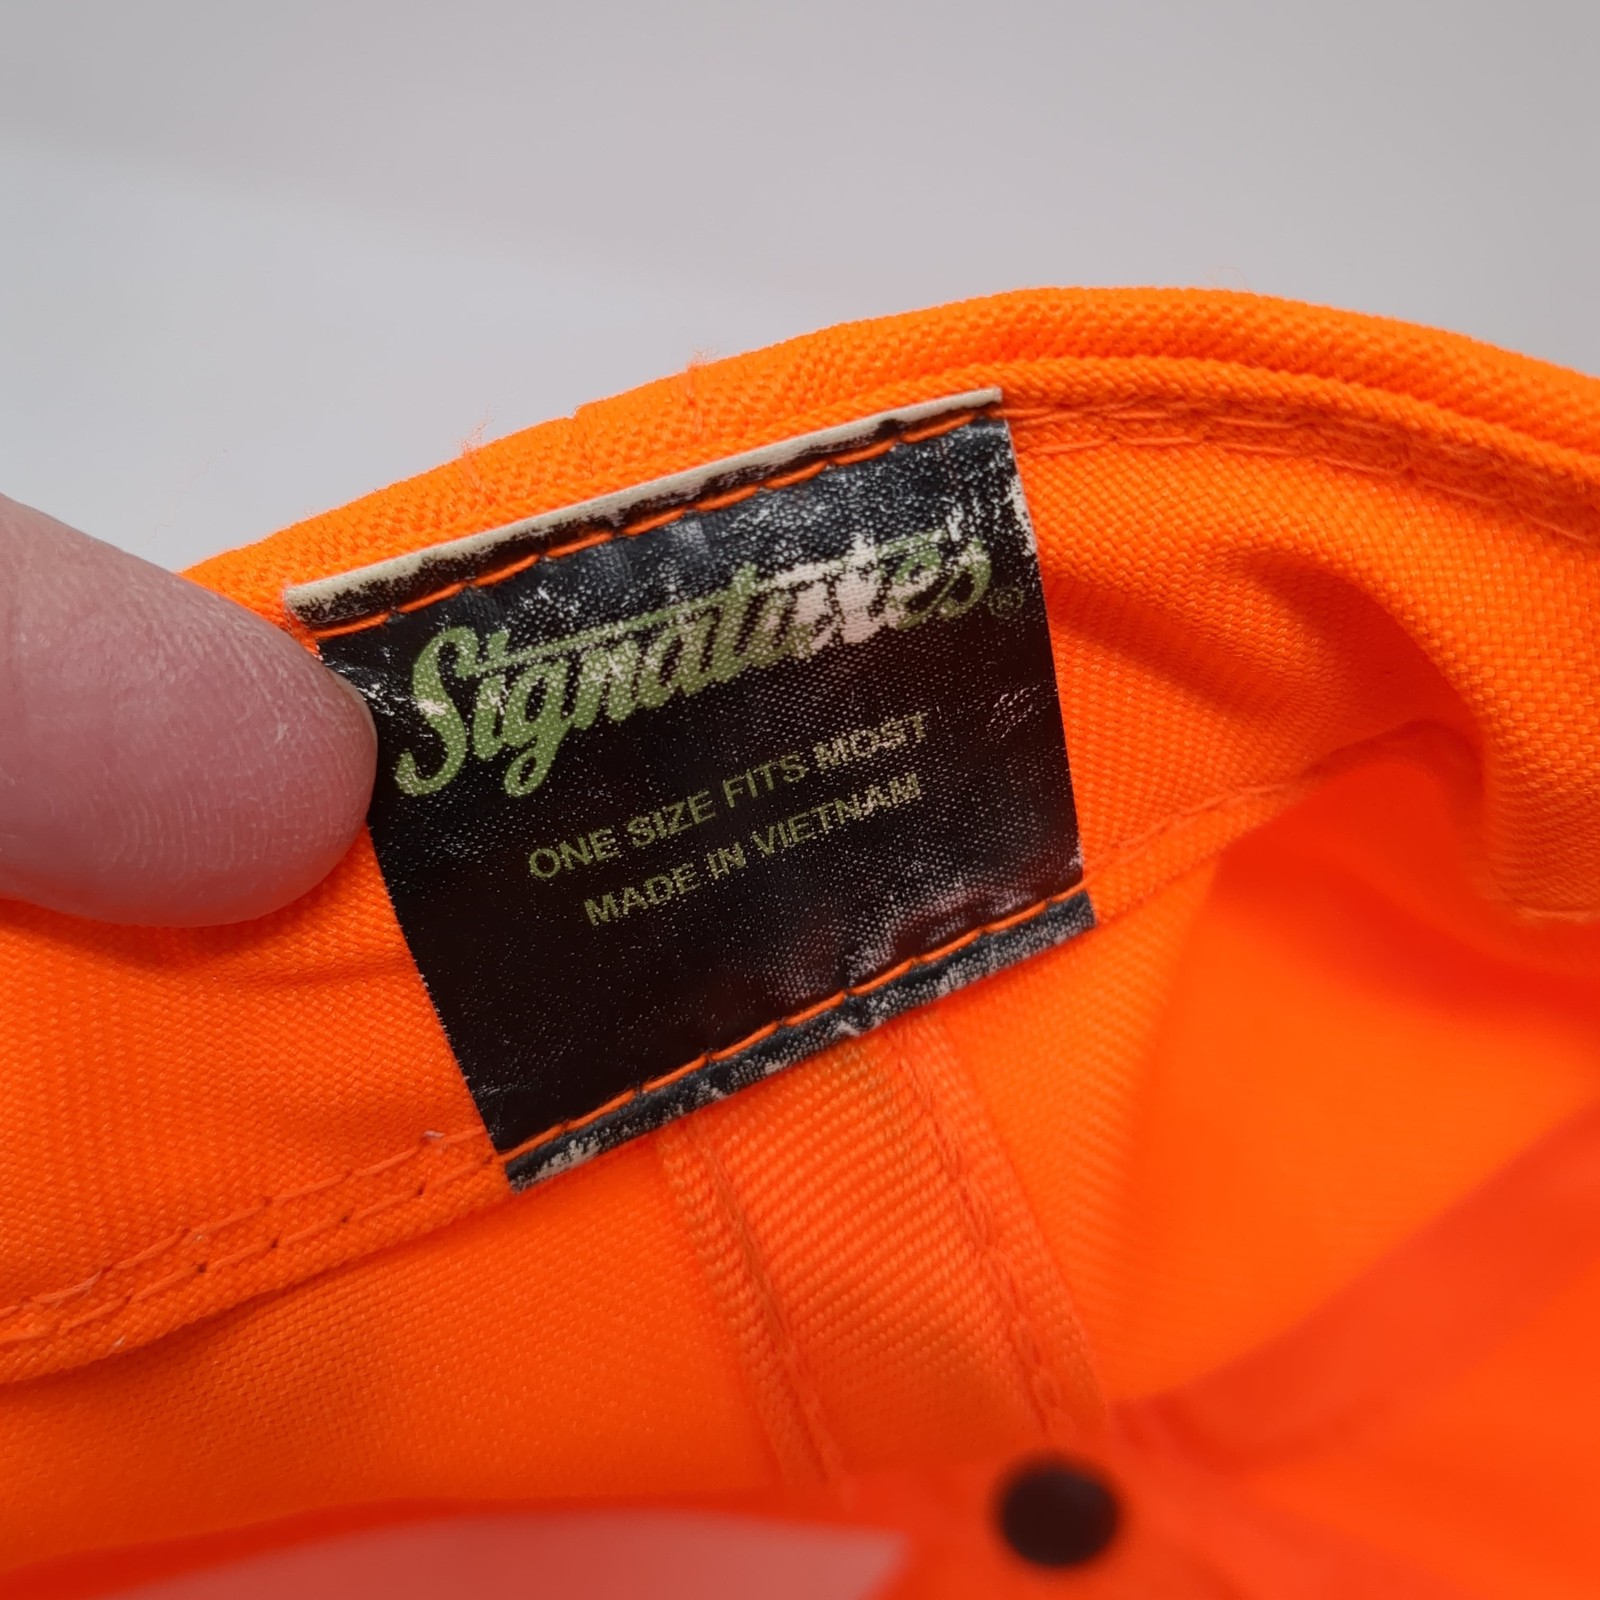 Signatures®
ONE SIZE FITS MOST
MADE IN VIETNAM